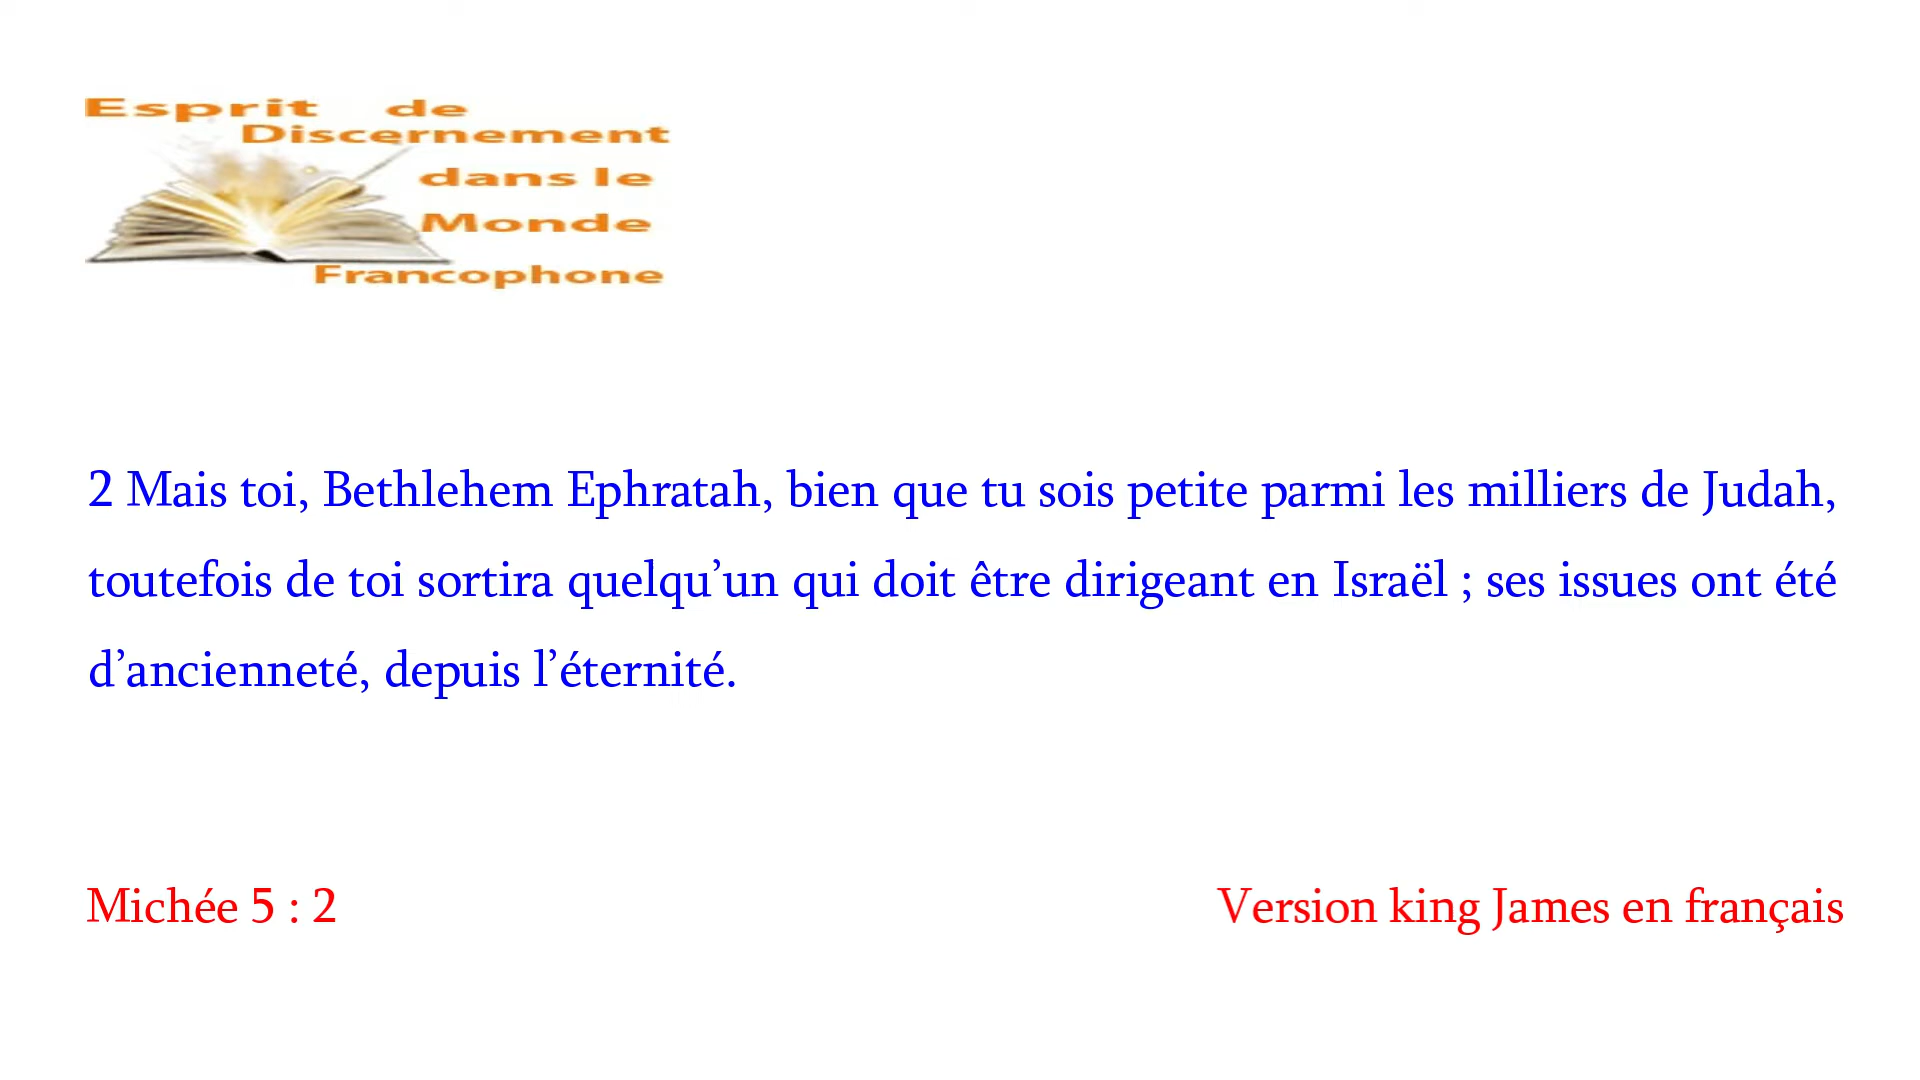 Esprit de
Discernement
dans le
Monde
Francophone
2 Mais toi, Bethlehem Ephratah, bien que tu sois petite parmi les milliers de Judah,
toutefois de toi sortira quelqu’un qui doit être dirigeant en Israël ; ses issues ont été
d’ancienneté, depuis l’éternité.
Michée 5 : 2 Version king James en français